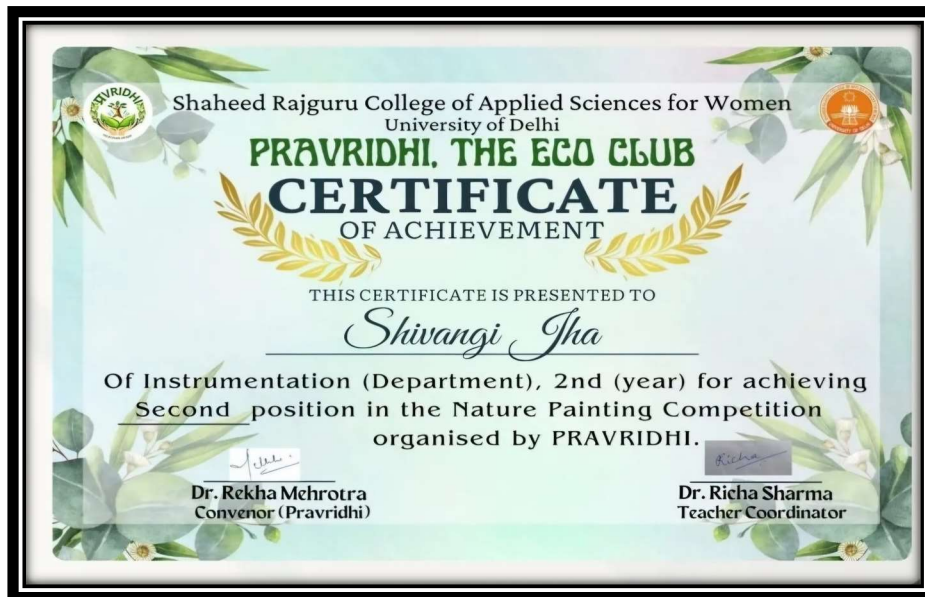 PRAVRIDHI
Shaheed Rajguru College of Applied Sciences for Women
University of Delhi
PRAVRIDHI, THE ECO CLUB
CERTIFICATE
OF ACHIEVEMENT
THIS CERTIFICATE IS PRESENTED TO
Shivangi Jha
Of Instrumentation (Department), 2nd (year) for achieving
Second position in the Nature Painting Competition
organised by PRAVRIDHI.
Richa
Dr. Rekha Mehrotra
Convenor (Pravridhi)
Dr. Richa Sharma
Teacher Coordinator